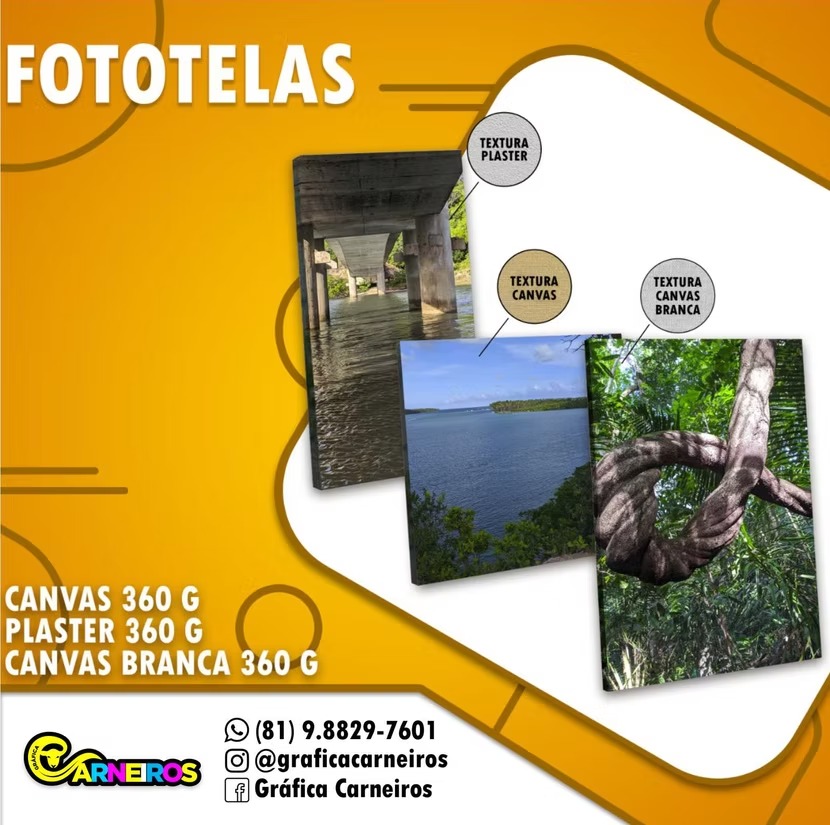 FOTOTELAS
TEXTURA
PLASTER
TEXTURA
CANVAS
TEXTURA
CANVAS
BRANCA
CANVAS 360 G
PLASTER 360 G
CANVAS BRANCA 360 G
GRÁFICA
CARNEIROS
(81) 9.8829-7601
@graficacarneiros
Gráfica Carneiros